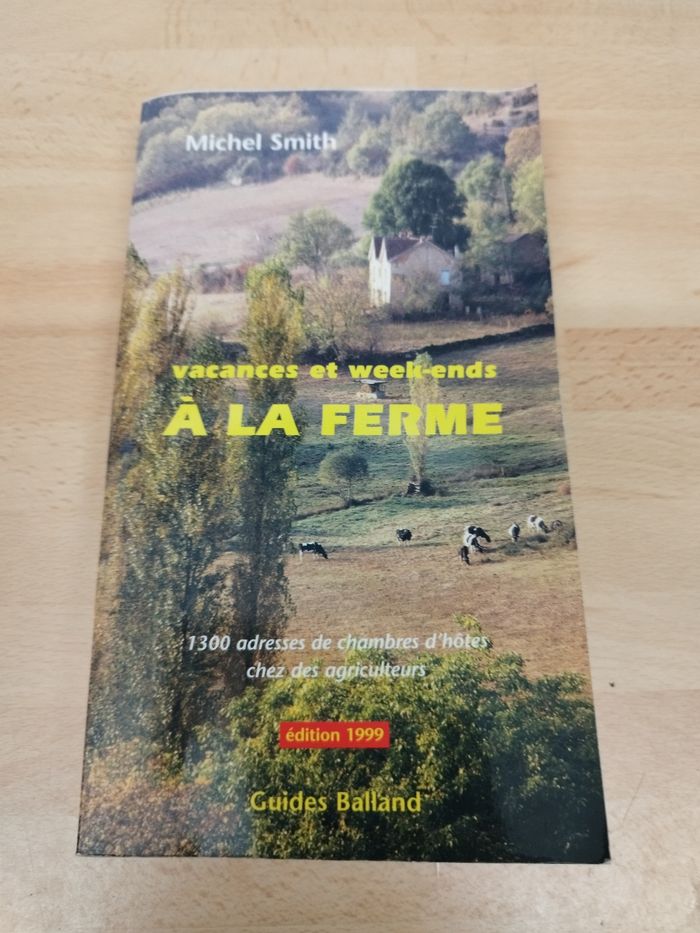 Michel Smith
vacances et week-ends
À LA FERME
1300 adresses de chambres d'hôtes
chez des agriculteurs
édition 1999
Guides Balland